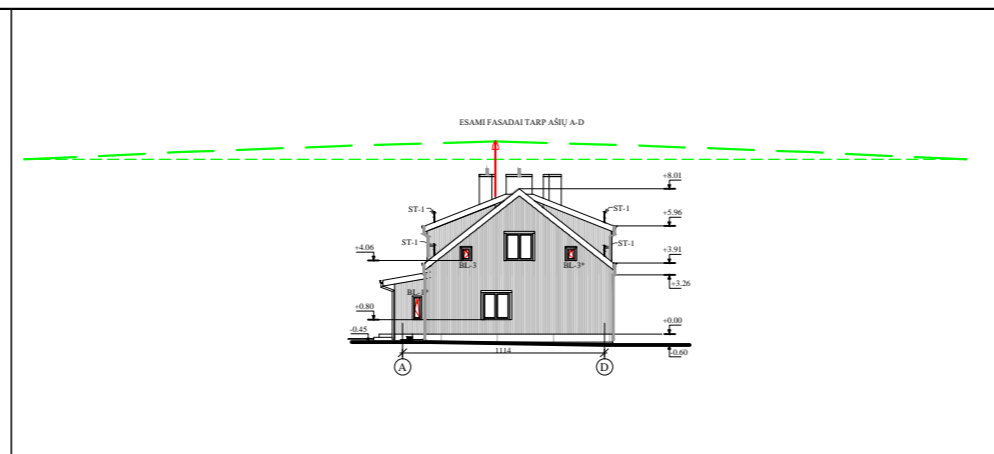 ESAMI FASADAI TARP AŠIŲ A-D
+8.01
ST-1
ST-1
+5.96
ST-1
ST-1
+4.06
+3.91
BL-3
BL-3*
+3.26
BL-1*
+0.80
+0.00
-0.45
1114
-0.60
A
D